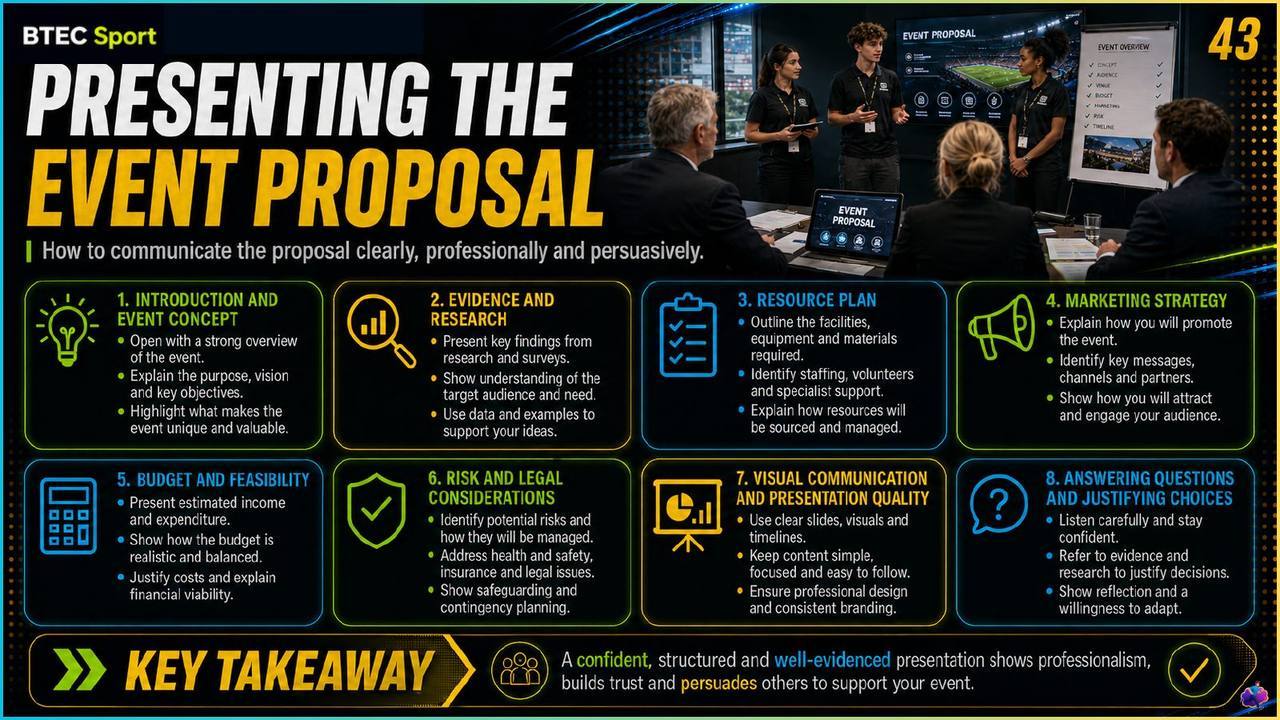 BTEC Sport
43
PRESENTING THE
EVENT PROPOSAL
How to communicate the proposal clearly, professionally and persuasively.
EVENT PROPOSAL
EVENT OVERVIEW
CONCEPT
AUDIENCE
VENUE
BUDGET
MARKETING
RISK
TIMELINE
EVENT
PROPOSAL
1. INTRODUCTION AND
EVENT CONCEPT
• Open with a strong overview
of the event.
• Explain the purpose, vision
and key objectives.
• Highlight what makes the
event unique and valuable.
2. EVIDENCE AND
RESEARCH
• Present key findings from
research and surveys.
• Show understanding of the
target audience and need.
• Use data and examples to
support your ideas.
3. RESOURCE PLAN
• Outline the facilities,
equipment and materials
required.
• Identify staffing, volunteers
and specialist support.
• Explain how resources will
be sourced and managed.
4. MARKETING STRATEGY
• Explain how you will promote
the event.
• Identify key messages,
channels and partners.
• Show how you will attract
and engage your audience.
5. BUDGET AND FEASIBILITY
• Present estimated income
and expenditure.
• Show how the budget is
realistic and balanced.
• Justify costs and explain
financial viability.
6. RISK AND LEGAL
CONSIDERATIONS
• Identify potential risks and
how they will be managed.
• Address health and safety,
insurance and legal issues.
• Show safeguarding and
contingency planning.
7. VISUAL COMMUNICATION
AND PRESENTATION QUALITY
• Use clear slides, visuals and
timelines.
• Keep content simple,
focused and easy to follow.
• Ensure professional design
and consistent branding.
8. ANSWERING QUESTIONS
AND JUSTIFYING CHOICES
• Listen carefully and stay
confident.
• Refer to evidence and
research to justify decisions.
• Show reflection and a
willingness to adapt.
KEY TAKEAWAY
A confident, structured and well-evidenced presentation shows professionalism,
builds trust and persuades others to support your event.